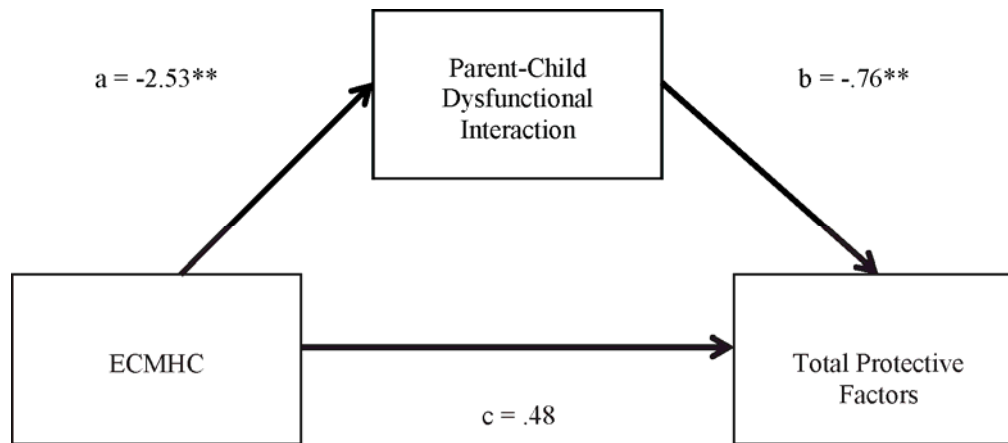 a = -2.53**
Parent-Child
Dysfunctional
Interaction
b = -.76**
ECMHC
c = .48
Total Protective
Factors